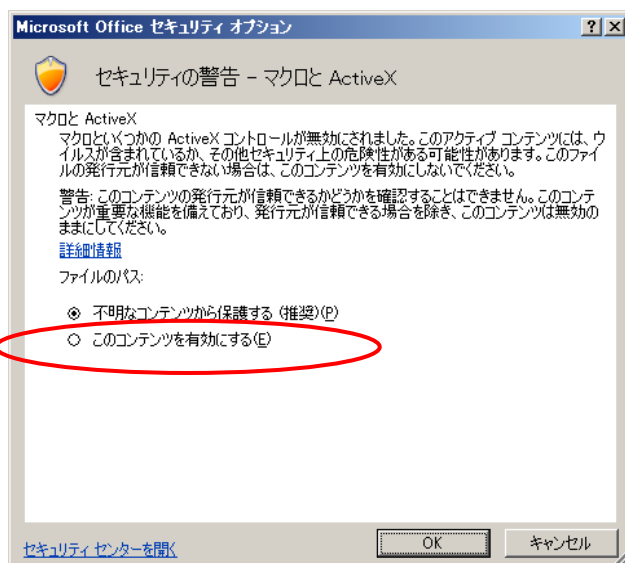 Microsoft Office セキュリティ オプション
セキュリティの警告 - マクロと ActiveX
マクロと ActiveX
マクロといくつかの ActiveX コントロールが無効にされました。このアクティブ コンテンツには、ウ
イルスが含まれているか、その他セキュリティ上の危険性がある可能性があります。このファイ
ルの発行元が信頼できない場合は、このコンテンツを有効にしないでください。
警告: このコンテンツの発行元が信頼できるかどうかを確認することはできません。このコンテ
ンツが重要な機能を備えており、発行元が信頼できる場合を除き、このコンテンツは無効の
ままにしてください。
詳細情報
ファイルのパス:
不明なコンテンツから保護する (推奨)(P)
このコンテンツを有効にする(E)
セキュリティ センターを開く
OK
キャンセル